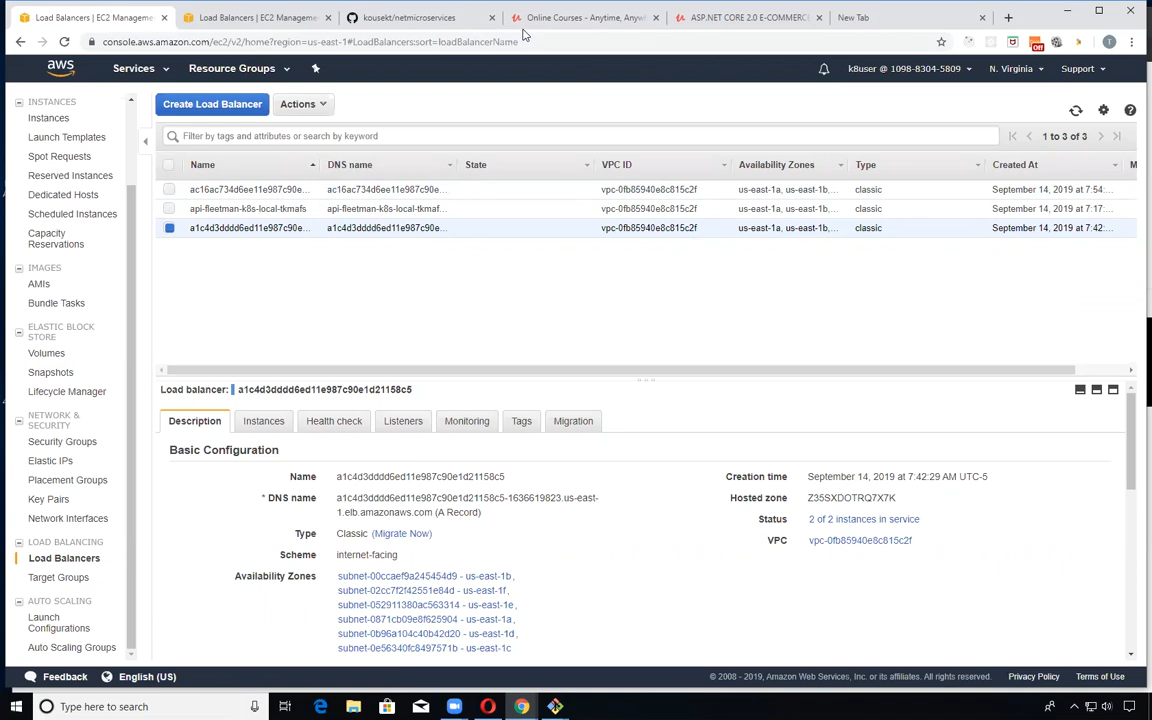 Load Balancers | EC2 Manageme
Load Balancers | EC2 Manageme
kousekt/netmicroservices
Online Courses - Anytime, Anyw
ASP.NET CORE 2.0 E-COMMERCE
New Tab
console.aws.amazon.com/ec2/v2/home?region=us-east-1#LoadBalancers:sort=loadBalancerName
Off
T
aws
Services
Resource Groups
k8user @ 1098-8304-5809
N. Virginia
Support
INSTANCES
Instances
Launch Templates
Spot Requests
Reserved Instances
Dedicated Hosts
Scheduled Instances
Capacity
Reservations
IMAGES
AMIs
Bundle Tasks
ELASTIC BLOCK
STORE
Volumes
Snapshots
Lifecycle Manager
NETWORK &
SECURITY
Security Groups
Elastic IPs
Placement Groups
Key Pairs
Network Interfaces
LOAD BALANCING
Load Balancers
Target Groups
AUTO SCALING
Launch
Configurations
Auto Scaling Groups
Create Load Balancer
Actions
Filter by tags and attributes or search by keyword
1 to 3 of 3
Name DNS name State VPC ID Availability Zones Type Created At M
ac16ac734d6ee11e987c90e... ac16ac734d6ee11e987c90e... vpc-0fb85940e8c815c2f us-east-1a, us-east-1b,... classic September 14, 2019 at 7:54:...
api-fleetman-k8s-local-tkmafs api-fleetman-k8s-local-tkmaf... vpc-0fb85940e8c815c2f us-east-1a, us-east-1b,... classic September 14, 2019 at 7:17:...
a1c4d3dddd6ed11e987c90e... a1c4d3dddd6ed11e987c90e... vpc-0fb85940e8c815c2f us-east-1a, us-east-1b,... classic September 14, 2019 at 7:42:...
Load balancer: a1c4d3dddd6ed11e987c90e1d21158c5
Description
Instances
Health check
Listeners
Monitoring
Tags
Migration
Basic Configuration
Name a1c4d3dddd6ed11e987c90e1d21158c5
* DNS name a1c4d3dddd6ed11e987c90e1d21158c5-1636619823.us-east-
1.elb.amazonaws.com (A Record)
Type Classic (Migrate Now)
Scheme internet-facing
Availability Zones subnet-00ccaef9a245454d9 - us-east-1b,
subnet-02cc7f2f42551e84d - us-east-1f,
subnet-052911380ac563314 - us-east-1e,
subnet-0871cb09e8f625904 - us-east-1a,
subnet-0b96a104c40b42d20 - us-east-1d,
subnet-0e56340fc8497571b - us-east-1c
Creation time September 14, 2019 at 7:42:29 AM UTC-5
Hosted zone Z35SXDOTRQ7X7K
Status 2 of 2 instances in service
VPC vpc-0fb85940e8c815c2f
Feedback
English (US)
© 2008 - 2019, Amazon Web Services, Inc. or its affiliates. All rights reserved.
Privacy Policy
Terms of Use
Type here to search